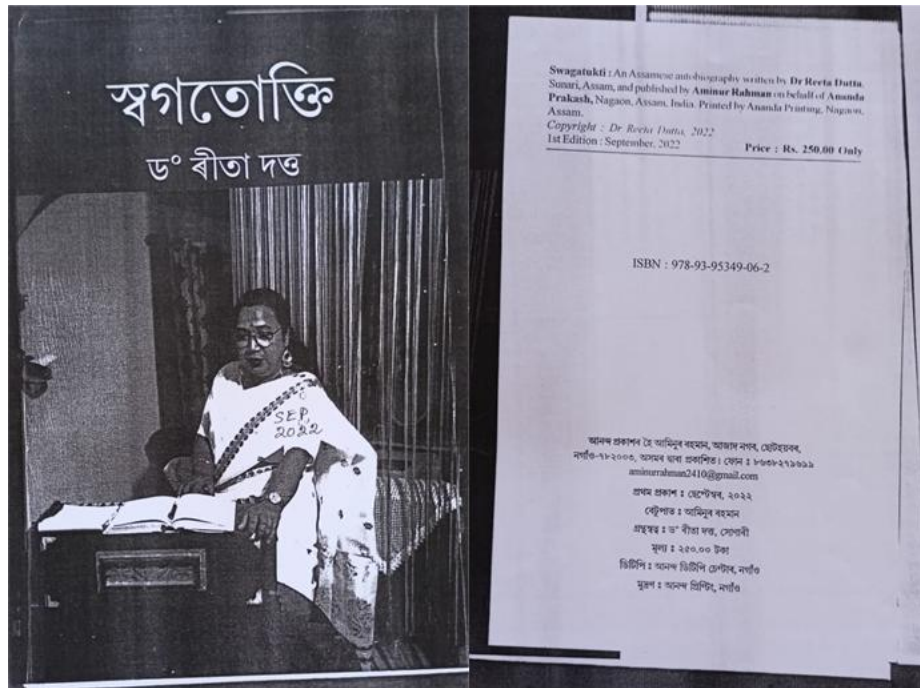 স্বগতোক্তি
ড° ৰীতা দত্ত
SEP,
2022
Swagatukti : An Assamese autobiography written by Dr Reeta Dutta,
Sunari, Assam, and published by Aminur Rahman on behalf of Ananda
Prakash, Nagaon, Assam, India. Printed by Ananda Printing, Nagaon,
Assam.
Copyright : Dr Reeta Dutta, 2022
1st Edition : September, 2022 Price : Rs. 250.00 Only
ISBN : 978-93-95349-06-2
আনন্দ প্ৰকাশৰ হৈ আমিনুৰ ৰহমান, আজাদ নগৰ, ছোটহয়বৰ,
নগাঁও-৭৮২০০৩, অসমৰ দ্বাৰা প্ৰকাশিত। ফোন ঃ ৮৬৩৮২৭৯৬৯৯
aminurrahman2410@gmail.com
প্ৰথম প্ৰকাশ ঃ ছেপ্টেম্বৰ, ২০২২
বেটুপাত ঃ আমিনুৰ ৰহমান
গ্ৰন্থস্বত্ব ঃ ড° ৰীতা দত্ত, সোণাৰী
মূল্য ঃ ২৫০.০০ টকা
ডিটিপি ঃ আনন্দ ডিটিপি চেণ্টাৰ, নগাঁও
মুদ্ৰণ ঃ আনন্দ প্ৰিণ্টিং, নগাঁও